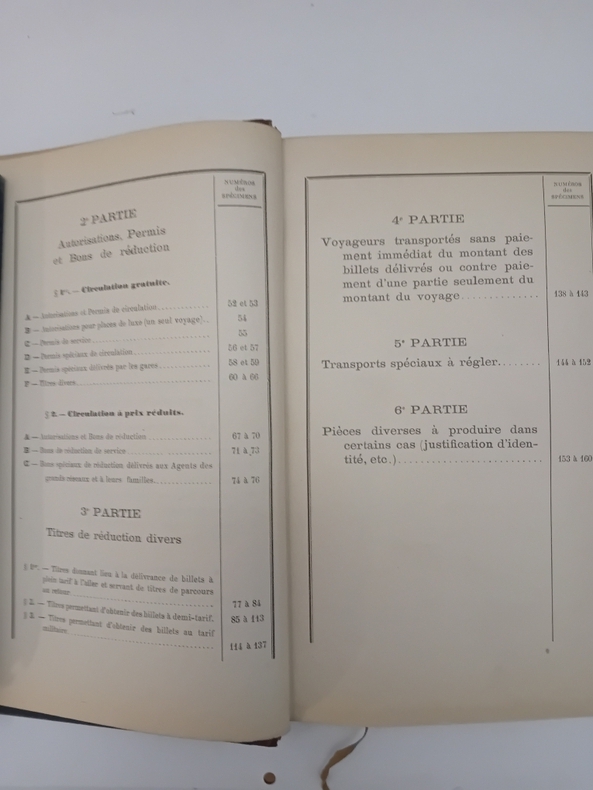 NUMÉROS
des
SPÉCIMENS
2e PARTIE
Autorisations, Permis
et Bons de réduction
§ 1er. — Circulation gratuite.
A — Autorisations et Permis de circulation............ 52 et 53
B — Autorisations pour places de luxe (un seul voyage).. 54
C — Permis de service............ 55
D — Permis spéciaux de circulation............ 56 et 57
E — Permis spéciaux délivrés par les gares............ 58 et 59
F — Titres divers............ 60 à 66
§ 2. — Circulation à prix réduits.
A — Autorisations et Bons de réduction............ 67 à 70
B — Bons de réduction de service............ 71 à 73
C — Bons spéciaux de réduction délivrés aux Agents des
grands réseaux et à leurs familles............ 74 à 76
3e PARTIE
Titres de réduction divers
§ 1er. — Titres donnant lieu à la délivrance de billets à
plein tarif à l'aller et servant de titres de parcours
au retour............ 77 à 84
§ 2. — Titres permettant d'obtenir des billets à demi-tarif. 85 à 113
§ 3. — Titres permettant d'obtenir des billets au tarif
militaire............ 114 à 137
NUMÉROS
des
SPÉCIMENS
4e PARTIE
Voyageurs transportés sans paie-
ment immédiat du montant des
billets délivrés ou contre paie-
ment d'une partie seulement du
montant du voyage............ 138 à 143
5e PARTIE
Transports spéciaux à régler....... 144 à 152
6e PARTIE
Pièces diverses à produire dans
certains cas (justification d'iden-
tité, etc.)............ 153 à 160